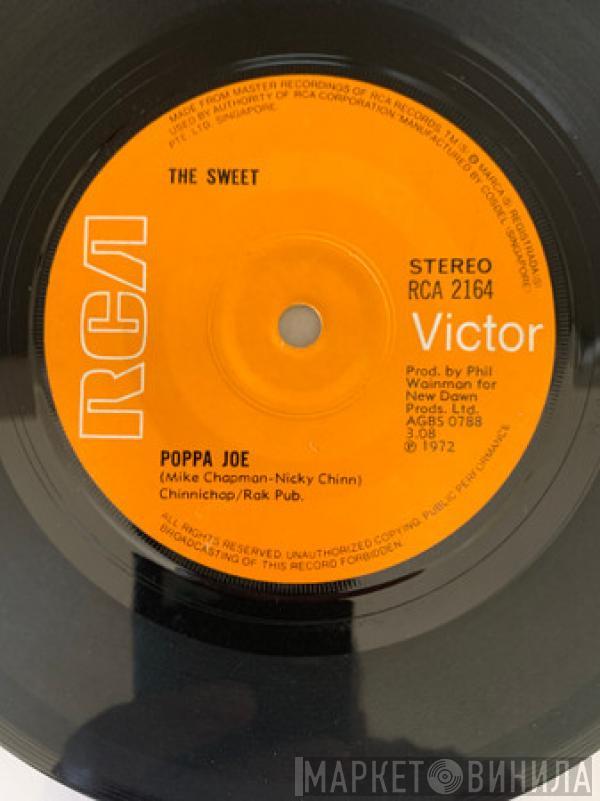 MADE FROM MASTER RECORDINGS OF RCA RECORDS. TM(S) ® MARCA(S) REGISTRADA(S)
USED BY AUTHORITY OF RCA CORPORATION. MANUFACTURED BY COSDEL (SINGAPORE)
PTE. LTD. SINGAPORE
THE SWEET
RCA
STEREO
RCA 2164
Victor
Prod. by Phil
Wainman for
New Dawn
Prods. Ltd.
AGBS 0788
3.08
℗ 1972
POPPA JOE
(Mike Chapman-Nicky Chinn)
Chinnichap/Rak Pub.
ALL RIGHTS RESERVED. UNAUTHORIZED COPYING, PUBLIC PERFORMANCE
BROADCASTING OF THIS RECORD FORBIDDEN.
МАРКЕТ ВИНИЛА